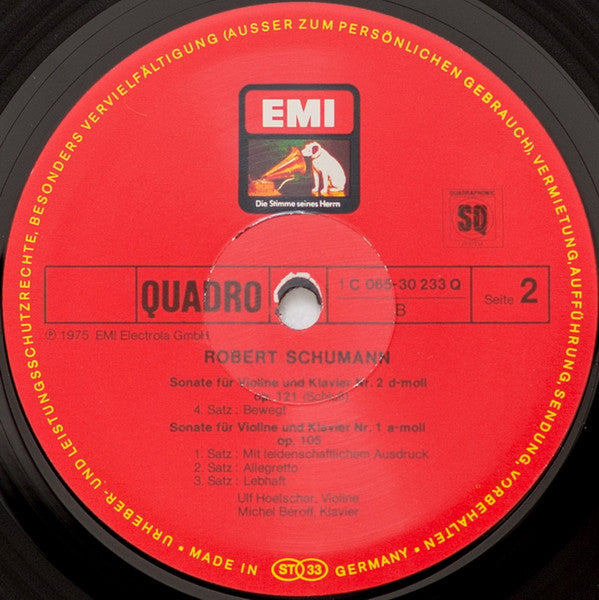 URHEBER- UND LEISTUNGSSCHUTZRECHTE, BESONDERS VERVIELFÄLTIGUNG (AUSSER ZUM PERSÖNLICHEN GEBRAUCH), VERMIETUNG, AUFFÜHRUNG, SENDUNG, VORBEHALTEN
EMI
Die Stimme seines Herrn
QUADRAPHONIC
SQ
QUADRO
1 C 065-30 233 Q
B
Seite 2
℗ 1975 EMI Electrola GmbH
ROBERT SCHUMANN
Sonate für Violine und Klavier Nr. 2 d-moll
op. 121 (Schluß)
4. Satz: Bewegt
Sonate für Violine und Klavier Nr. 1 a-moll
op. 105
1. Satz: Mit leidenschaftlichem Ausdruck
2. Satz: Allegretto
3. Satz: Lebhaft
Ulf Hoelscher, Violine
Michel Béroff, Klavier
• MADE IN ST 33 GERMANY •